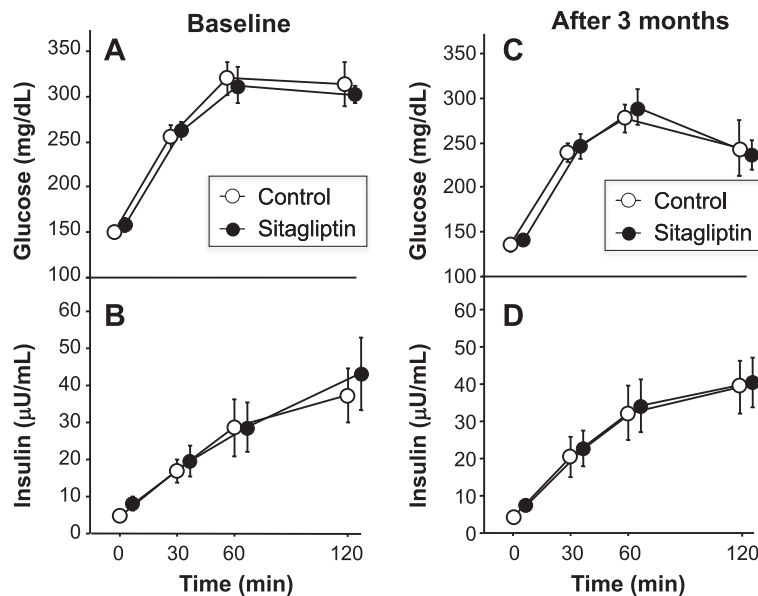 Baseline
After 3 months
A
Glucose (mg/dL)
350
300
250
200
150
100
Control
Sitagliptin
C
Glucose (mg/dL)
350
300
250
200
150
100
Control
Sitagliptin
B
Insulin (μU/mL)
60
50
40
30
20
10
0
0 30 60 120
Time (min)
D
Insulin (μU/mL)
60
50
40
30
20
10
0
0 30 60 120
Time (min)